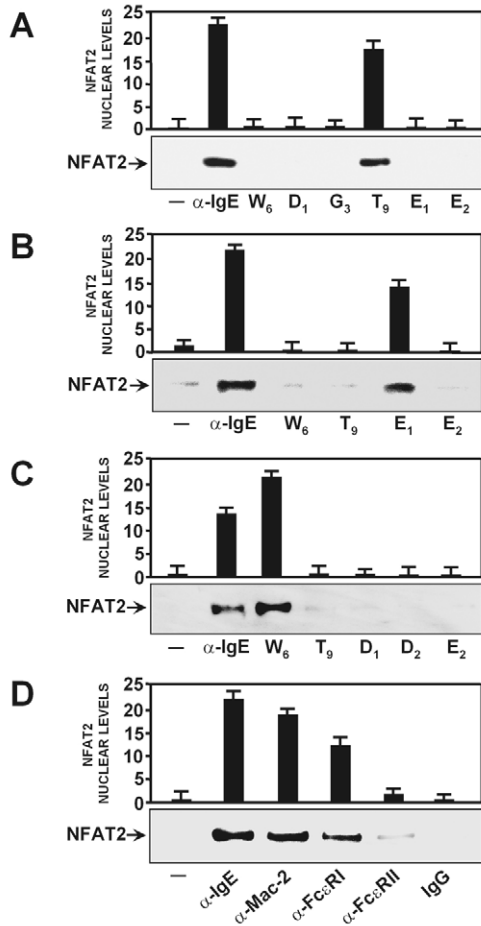 A
NFAT2
NUCLEAR LEVELS
25
20
15
10
5
0
NFAT2→
— α-IgE W₆ D₁ G₃ T₉ E₁ E₂
B
NFAT2
NUCLEAR LEVELS
25
20
15
10
5
0
NFAT2→
— α-IgE W₆ T₉ E₁ E₂
C
NFAT2
NUCLEAR LEVELS
25
20
15
10
5
0
NFAT2→
— α-IgE W₆ T₉ D₁ D₂ E₂
D
NFAT2
NUCLEAR LEVELS
25
20
15
10
5
0
NFAT2→
— α-IgE α-Mac-2 α-FcεRI α-FcεRII IgG